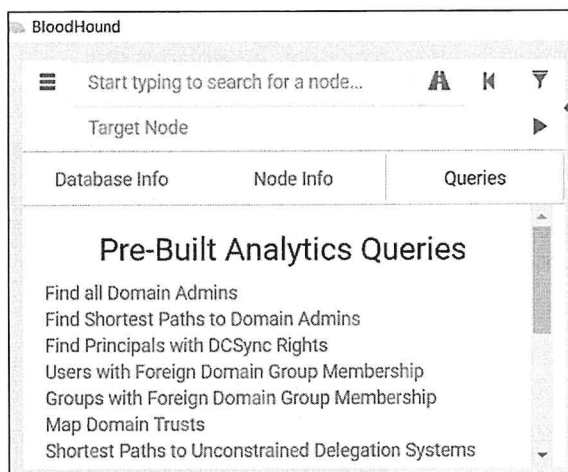 BloodHound
Start typing to search for a node...
Target Node
Database Info Node Info Queries
Pre-Built Analytics Queries
Find all Domain Admins
Find Shortest Paths to Domain Admins
Find Principals with DCSync Rights
Users with Foreign Domain Group Membership
Groups with Foreign Domain Group Membership
Map Domain Trusts
Shortest Paths to Unconstrained Delegation Systems